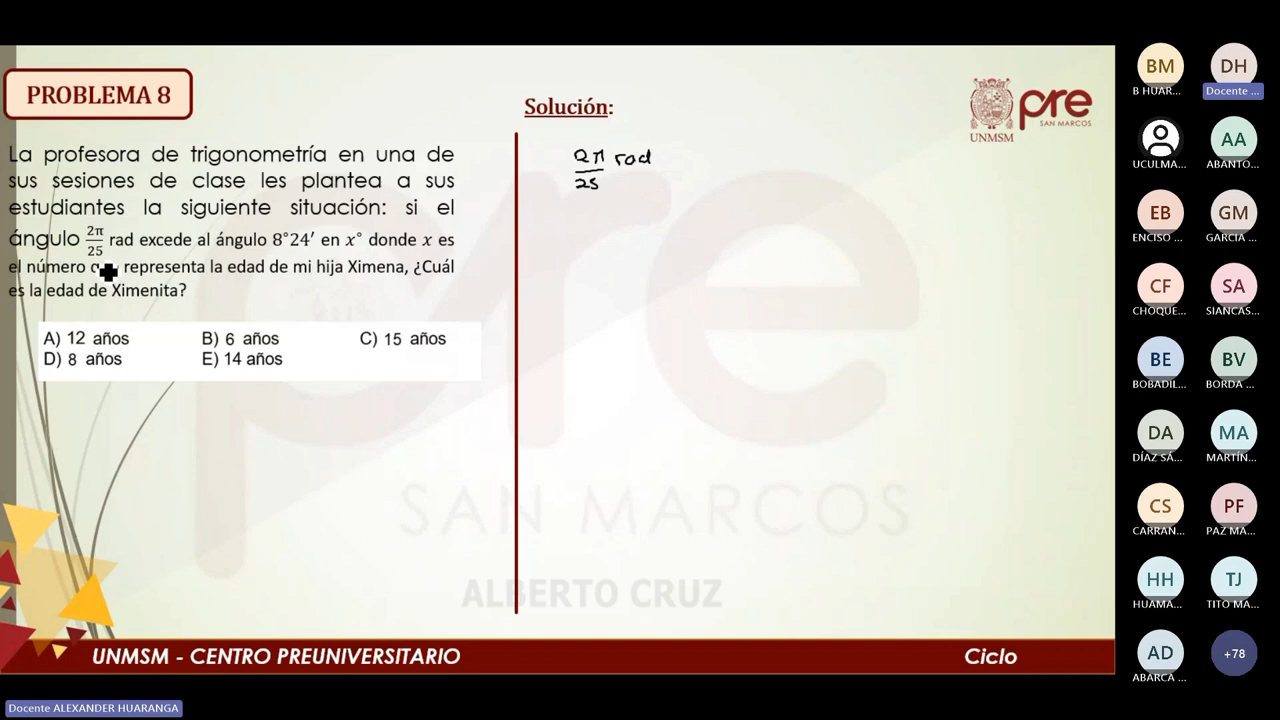 PROBLEMA 8
La profesora de trigonometría en una de
sus sesiones de clase les plantea a sus
estudiantes la siguiente situación: si el
ángulo 2π/25 rad excede al ángulo 8°24′ en x° donde x es
el número representa la edad de mi hija Ximena, ¿Cuál
es la edad de Ximenita?
A) 12 años B) 6 años C) 15 años
D) 8 años E) 14 años
Solución:
2π/25 rad
UNMSM
pre
SAN MARCOS
pre
SAN MARCOS
ALBERTO CRUZ
UNMSM - CENTRO PREUNIVERSITARIO
Ciclo
Docente ALEXANDER HUARANGA
BM DH
B HUAR... Docente ...
AA
UCULMA... ABANTO...
EB GM
ENCISO ... GARCIA ...
CF SA
CHOQUE... SIANCAS...
BE BV
BOBADIL... BORDA ...
DA MA
DÍAZ SÁ... MARTÍN...
CS PF
CARRAN... PAZ MA...
HH TJ
HUAMA... TITO MA...
AD +78
ABARCA ...